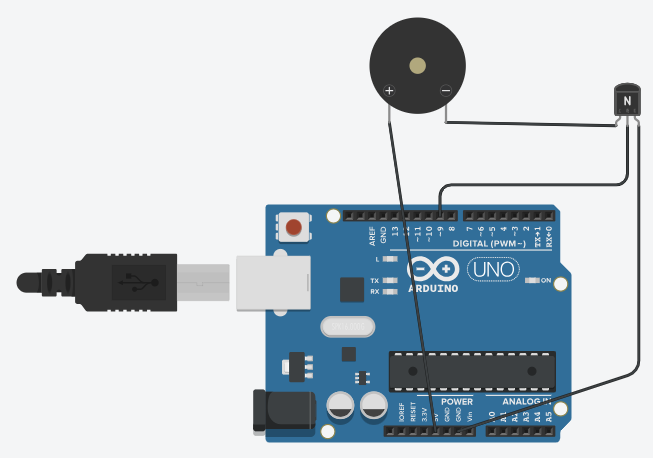 + −
N
AREF
GND
13
12
~11
~10
~9
8
7
~6
~5
~4
~3
2
TX→1
RX←0
DIGITAL (PWM~)
L
TX
RX
UNO
ARDUINO
ON
POWER
ANALOG IN
IOREF
RESET
3.3V
5V
GND
GND
Vin
A0
A1
A2
A3
A4
A5